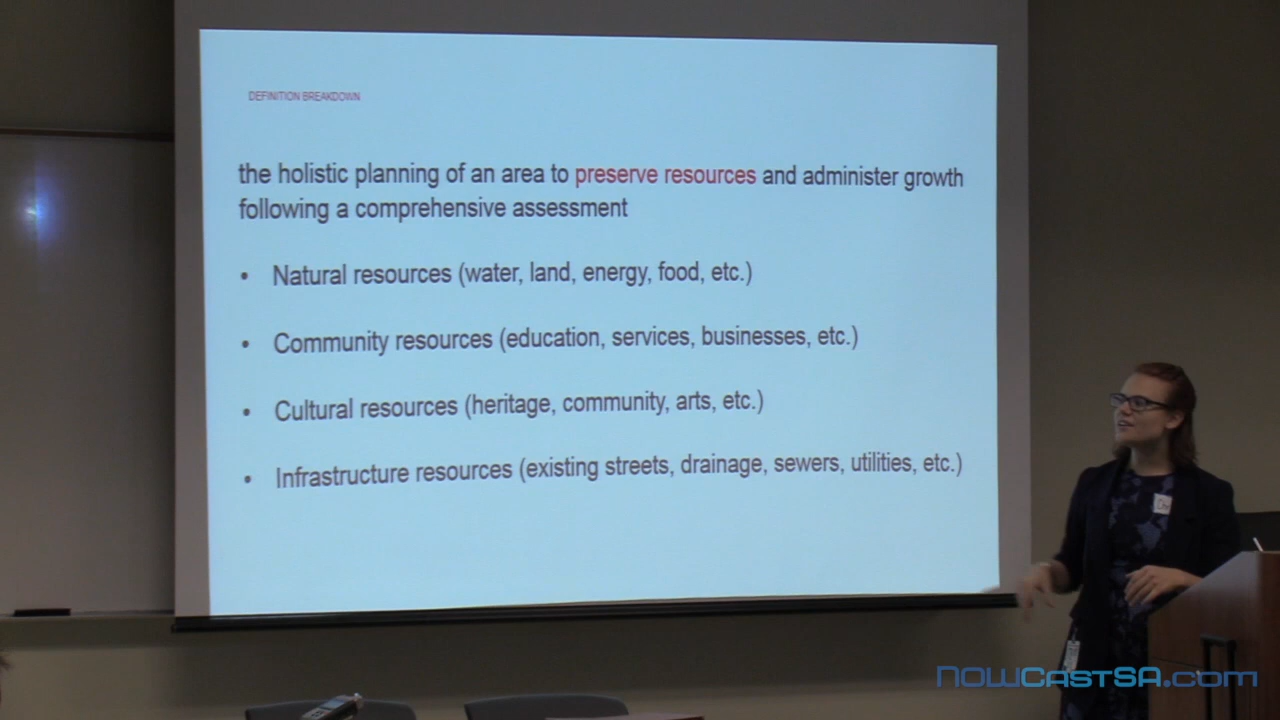 DEFINITION BREAKDOWN
the holistic planning of an area to preserve resources and administer growth
following a comprehensive assessment
• Natural resources (water, land, energy, food, etc.)
• Community resources (education, services, businesses, etc.)
• Cultural resources (heritage, community, arts, etc.)
• Infrastructure resources (existing streets, drainage, sewers, utilities, etc.)
NOWCastSA.com